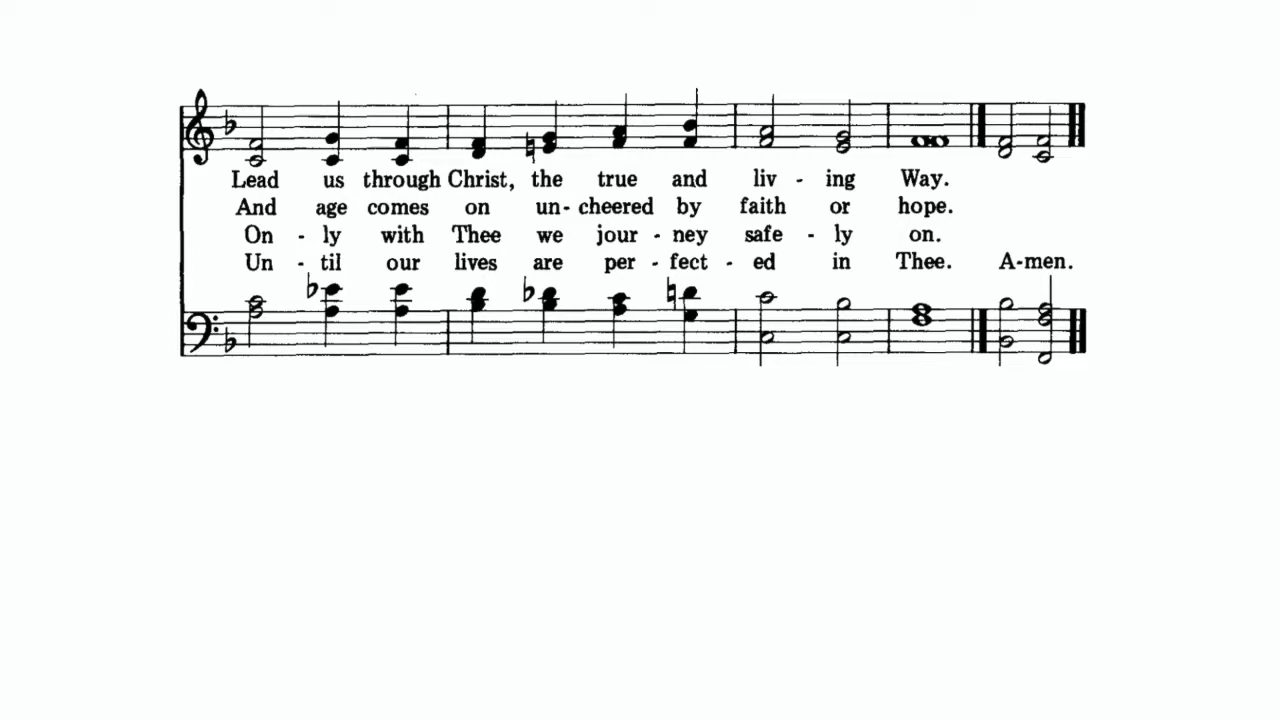 Lead us through Christ, the true and liv - ing Way.
And age comes on un- cheered by faith or hope.
On - ly with Thee we jour - ney safe - ly on.
Un - til our lives are per - fect - ed in Thee. A-men.